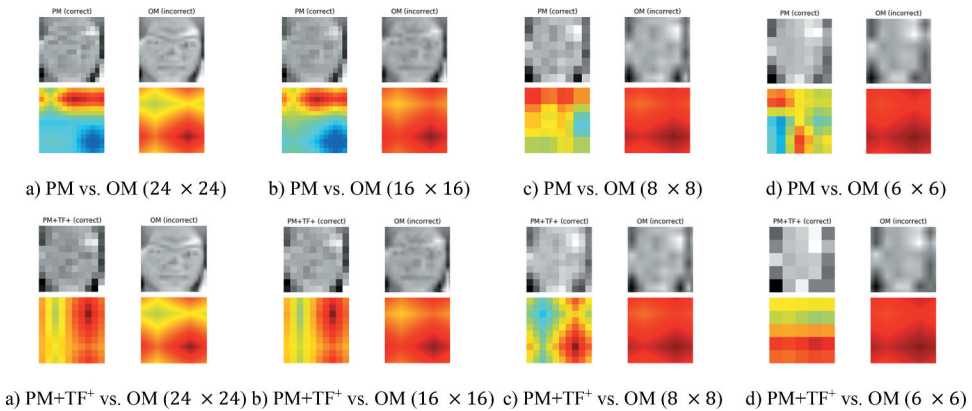 PM (correct) OM (incorrect) PM (correct) OM (incorrect) PM (correct) OM (incorrect) PM (correct) OM (incorrect)
a) PM vs. OM (24 × 24) b) PM vs. OM (16 × 16) c) PM vs. OM (8 × 8) d) PM vs. OM (6 × 6)
PM+TF+ (correct) OM (incorrect) PM+TF+ (correct) OM (incorrect) PM+TF+ (correct) OM (incorrect) PM+TF+ (correct) OM (incorrect)
a) PM+TF⁺ vs. OM (24 × 24) b) PM+TF⁺ vs. OM (16 × 16) c) PM+TF⁺ vs. OM (8 × 8) d) PM+TF⁺ vs. OM (6 × 6)